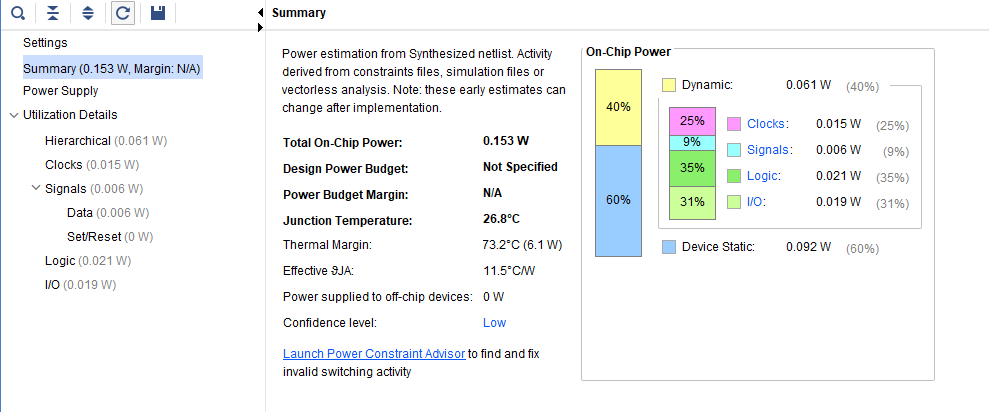 Summary
Settings
Summary (0.153 W, Margin: N/A)
Power Supply
Utilization Details
Hierarchical (0.061 W)
Clocks (0.015 W)
Signals (0.006 W)
Data (0.006 W)
Set/Reset (0 W)
Logic (0.021 W)
I/O (0.019 W)
Power estimation from Synthesized netlist. Activity
derived from constraints files, simulation files or
vectorless analysis. Note: these early estimates can
change after implementation.
Total On-Chip Power: 0.153 W
Design Power Budget: Not Specified
Power Budget Margin: N/A
Junction Temperature: 26.8°C
Thermal Margin: 73.2°C (6.1 W)
Effective ϑJA: 11.5°C/W
Power supplied to off-chip devices: 0 W
Confidence level: Low
Launch Power Constraint Advisor to find and fix
invalid switching activity
On-Chip Power
40%
60%
Dynamic: 0.061 W (40%)
25%
9%
35%
31%
Clocks: 0.015 W (25%)
Signals: 0.006 W (9%)
Logic: 0.021 W (35%)
I/O: 0.019 W (31%)
Device Static: 0.092 W (60%)